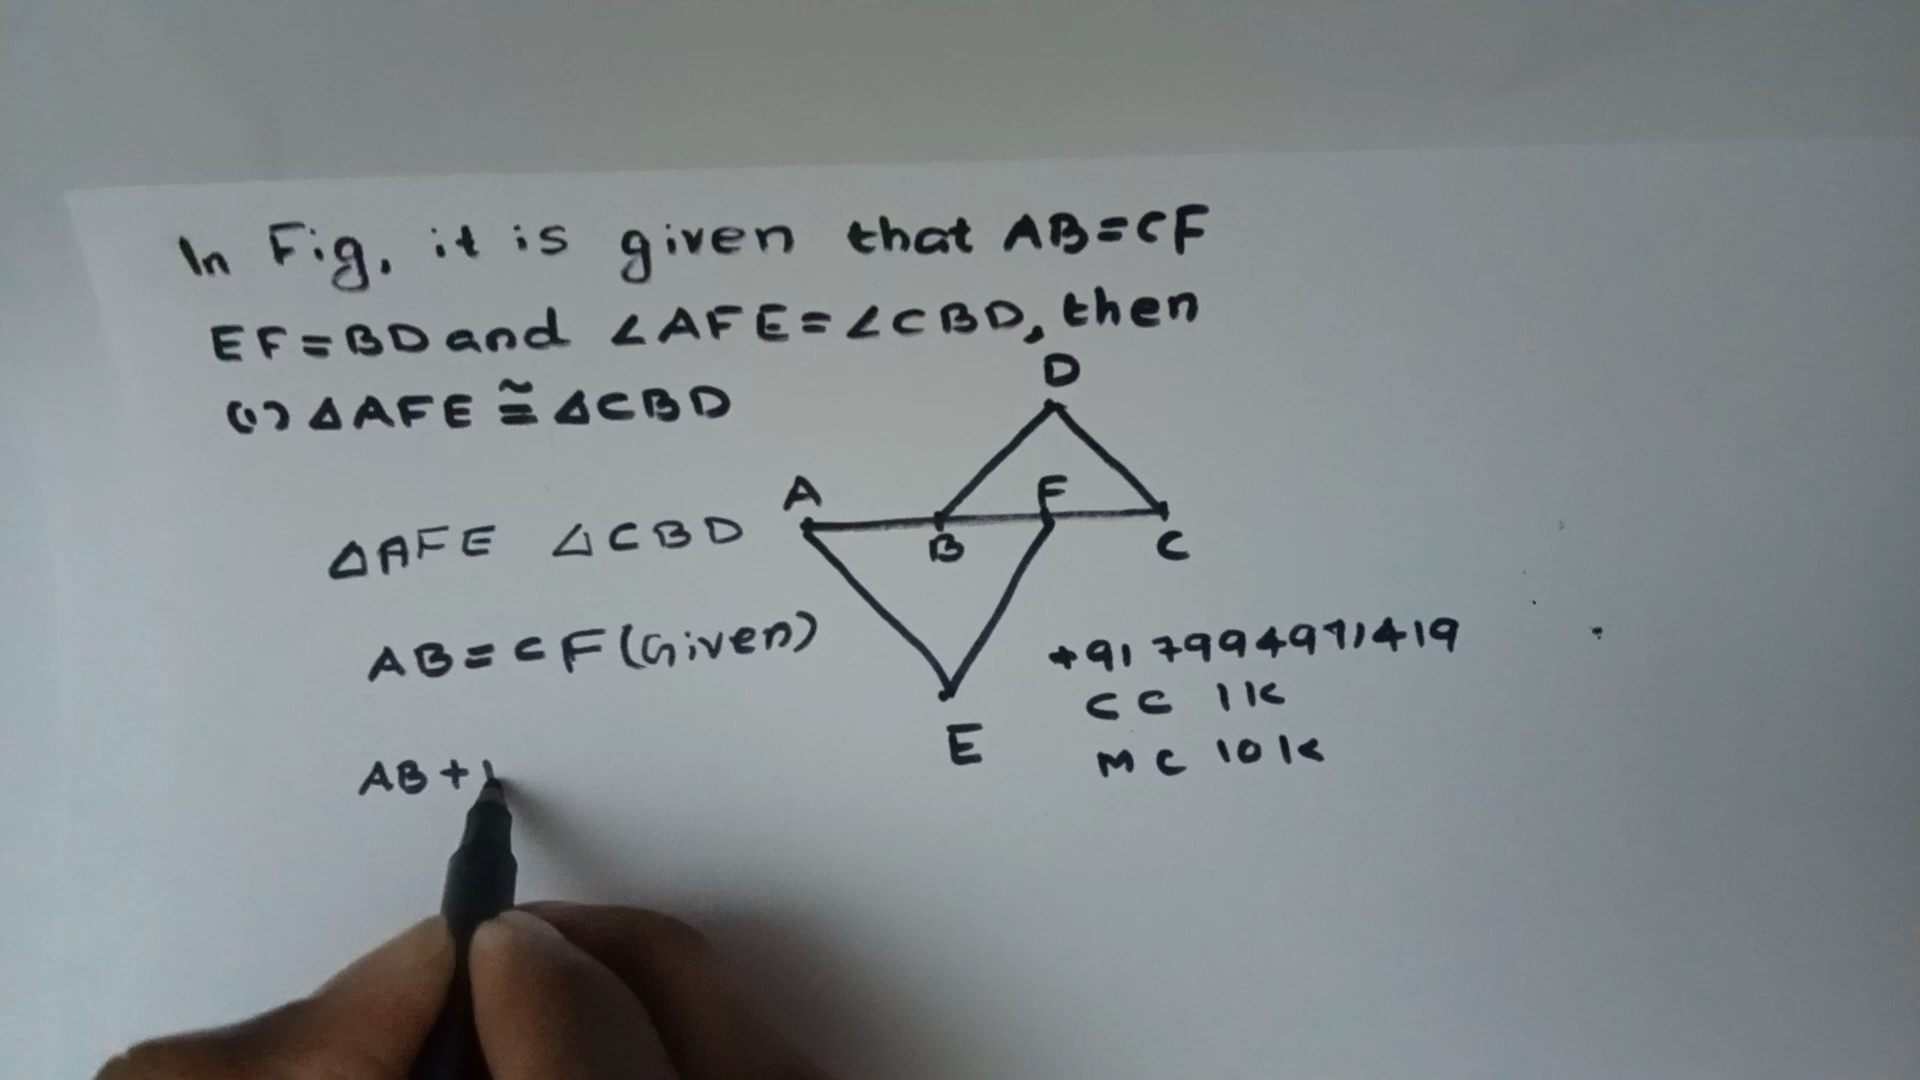 In Fig, it is given that AB=CF
EF=BD and ∠AFE=∠CBD, then
(i) ΔAFE ≅ ΔCBD
D
A
F
B
C
E
ΔAFE ΔCBD
AB=CF (Given)
AB+
+91 7994971419
CC 1K
MC 10K